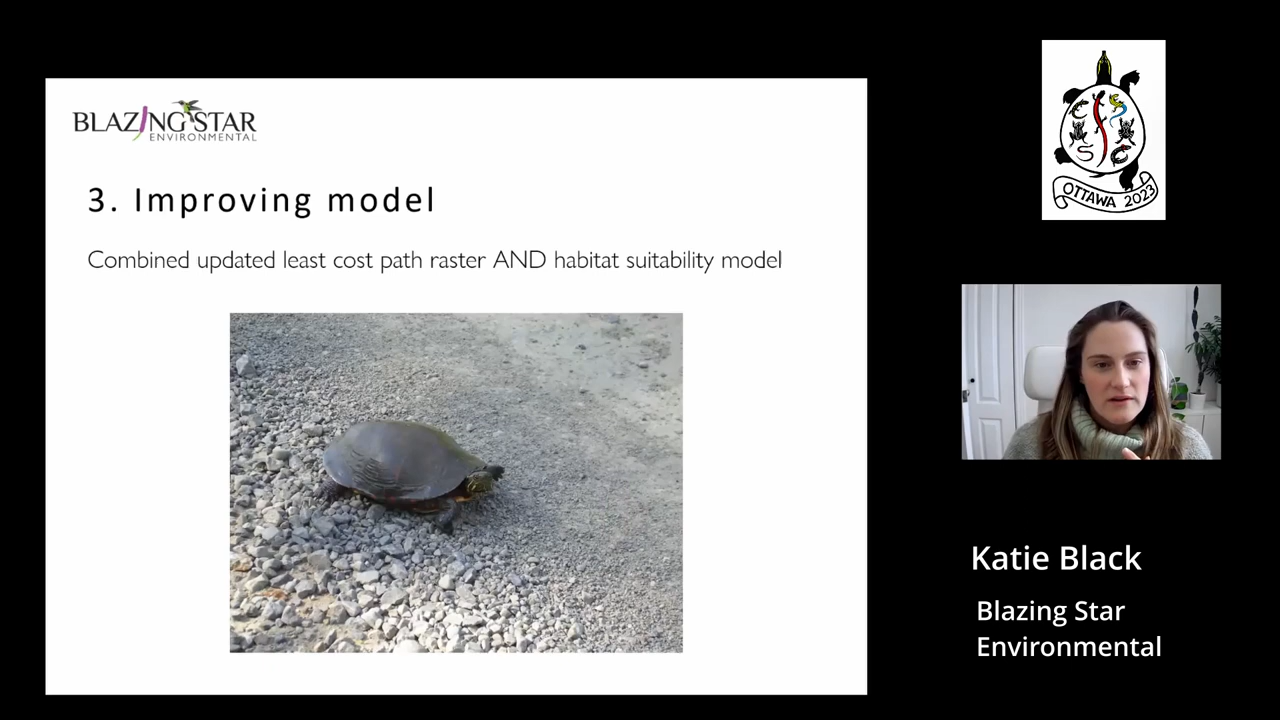 BLAZING STAR
ENVIRONMENTAL
3. Improving model
Combined updated least cost path raster AND habitat suitability model
C A
S C
OTTAWA 2023
Katie Black
Blazing Star
Environmental